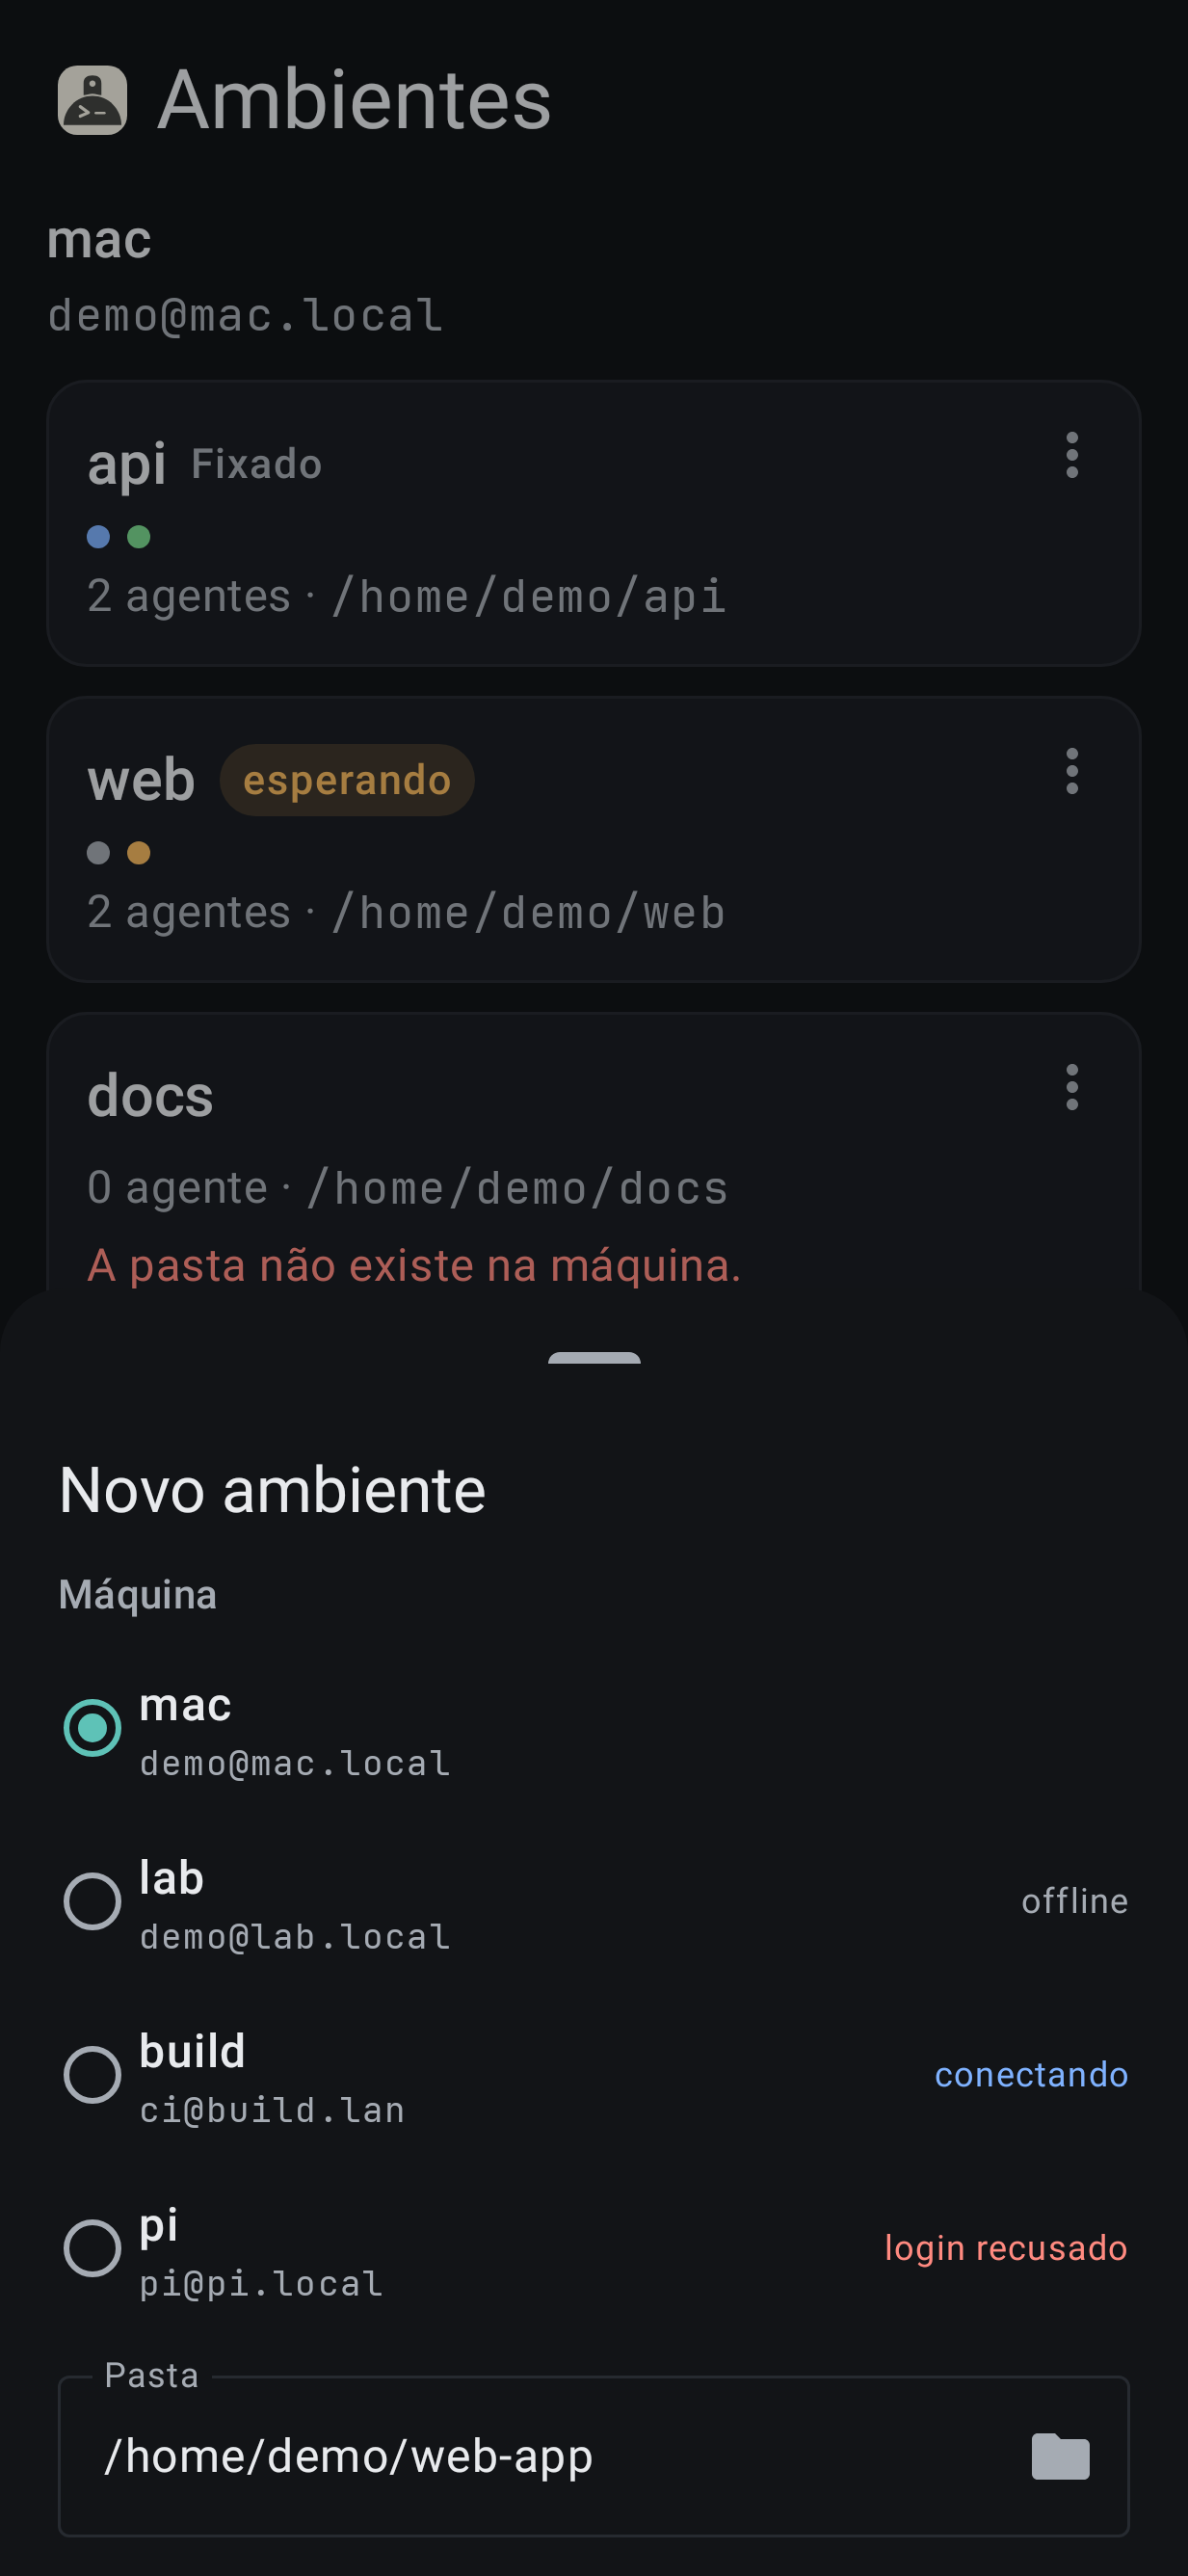 Ambientes
mac
demo@mac.local
api Fixado
2 agentes · /home/demo/api
web esperando
2 agentes · /home/demo/web
docs
0 agente · /home/demo/docs
A pasta não existe na máquina.
Novo ambiente
Máquina
mac
demo@mac.local
lab
demo@lab.local
offline
build
ci@build.lan
conectando
pi
pi@pi.local
login recusado
Pasta
/home/demo/web-app